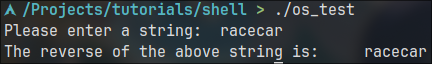 /Projects/tutorials/shell > ./os_test
Please enter a string:  racecar
The reverse of the above string is:     racecar